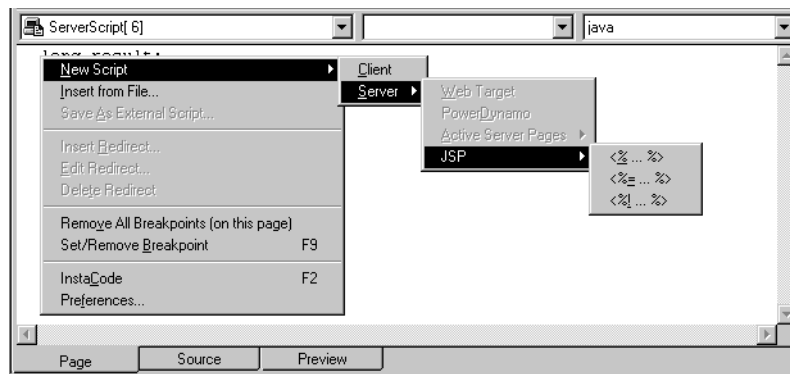 ServerScript[ 6]
java
long result;
New Script
Insert from File...
Save As External Script...
Insert Redirect...
Edit Redirect...
Delete Redirect
Remove All Breakpoints (on this page)
Set/Remove Breakpoint F9
InstaCode F2
Preferences...
Client
Server
Web Target
PowerDynamo
Active Server Pages
JSP
<% ... %>
<%= ... %>
<%! ... %>
Page Source Preview